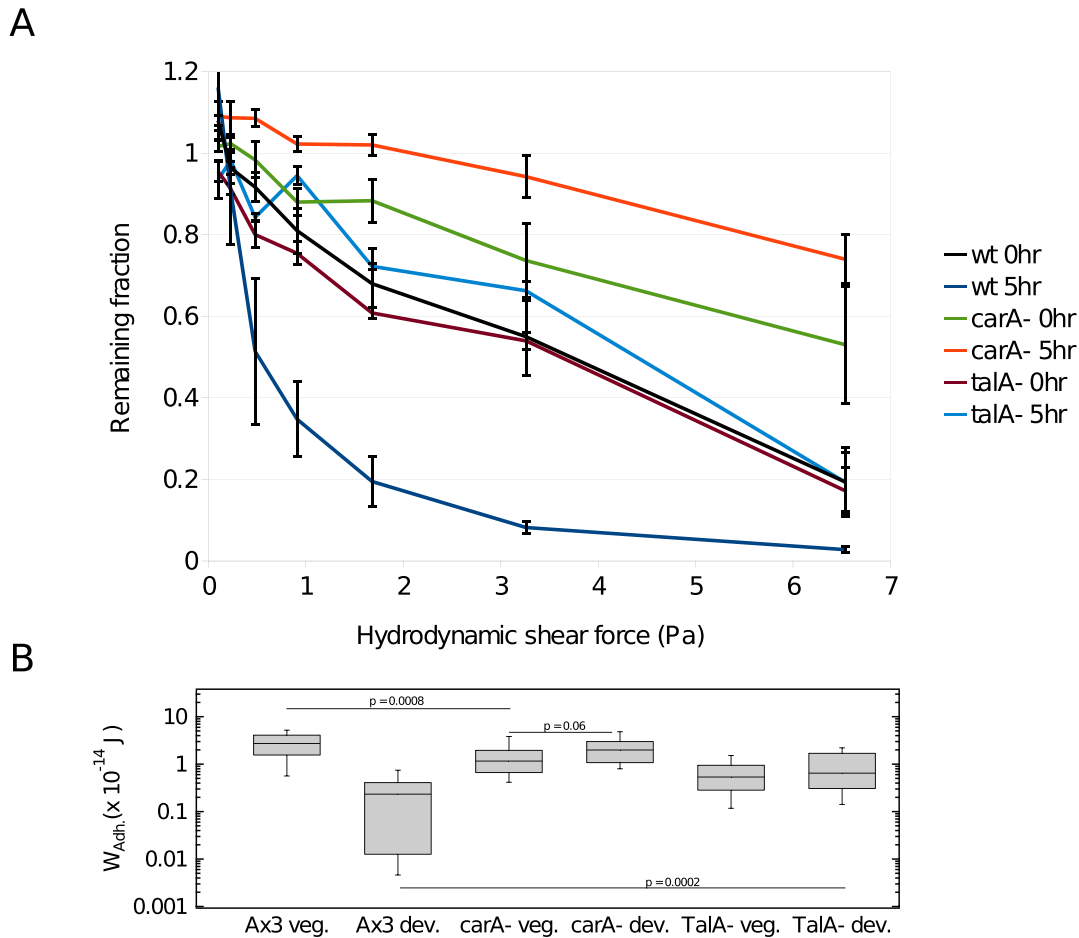 A
1.2
1
0.8
0.6
0.4
0.2
0
0 1 2 3 4 5 6 7
Remaining fraction
Hydrodynamic shear force (Pa)
wt 0hr
wt 5hr
carA- 0hr
carA- 5hr
talA- 0hr
talA- 5hr
B
W_Adh.(x 10^-14 J )
10
1
0.1
0.01
0.001
p = 0.0008
p = 0.06
p = 0.0002
Ax3 veg. Ax3 dev. carA- veg. carA- dev. TalA- veg. TalA- dev.